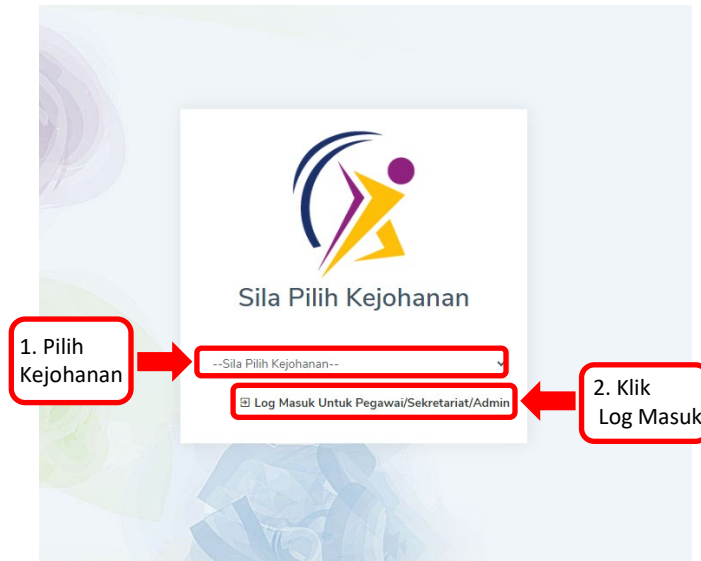 Sila Pilih Kejohanan
1. Pilih
Kejohanan
--Sila Pilih Kejohanan--
Log Masuk Untuk Pegawai/Sekretariat/Admin
2. Klik
Log Masuk